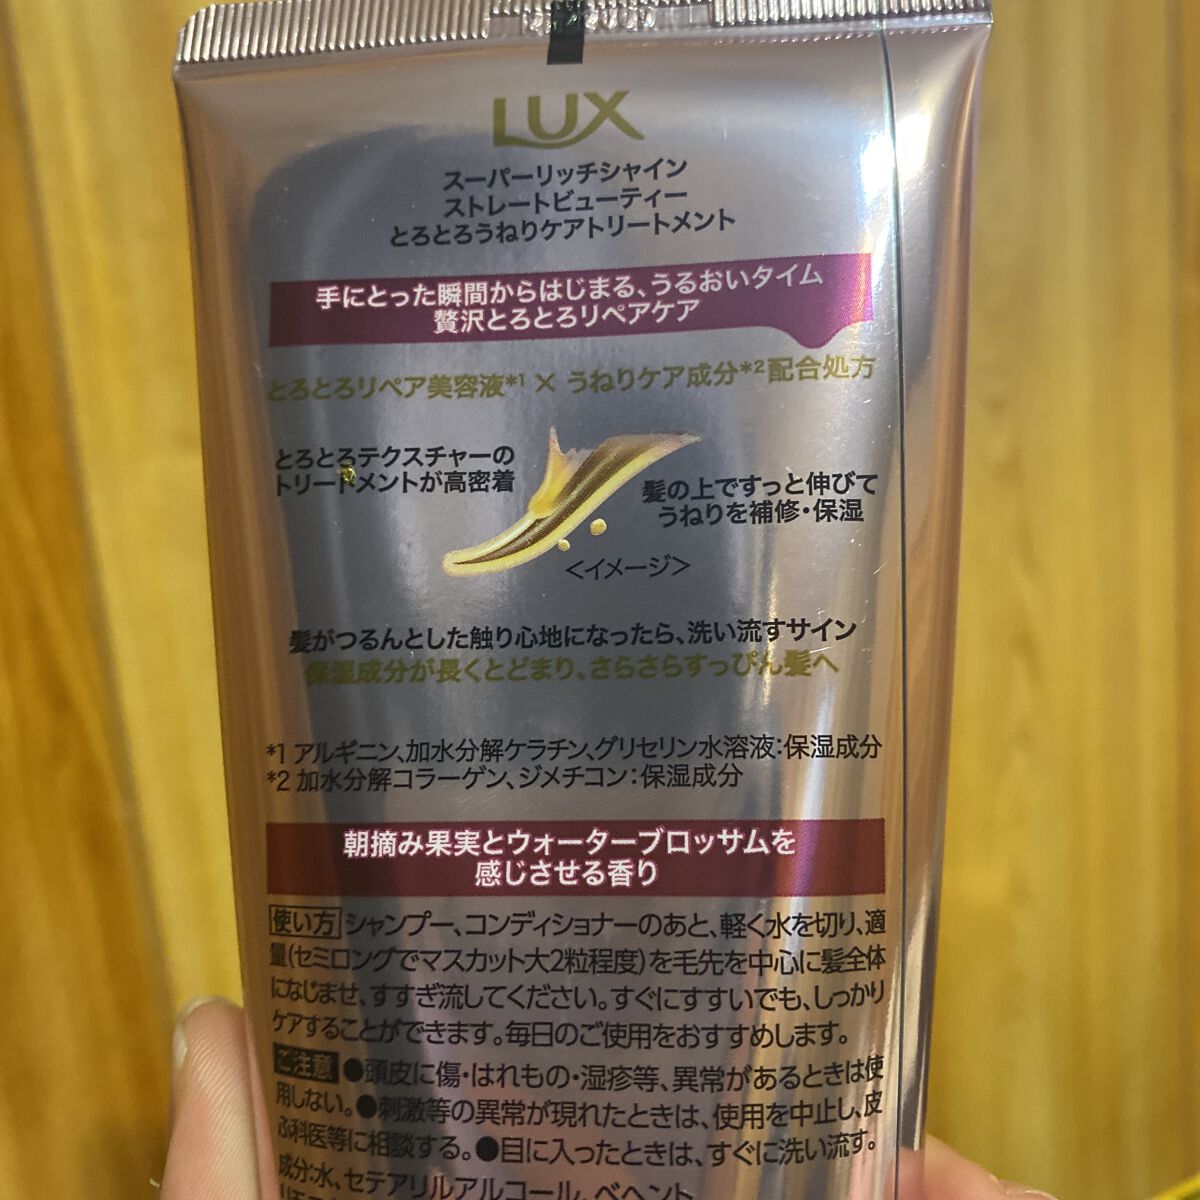 LUX
スーパーリッチシャイン
ストレートビューティー
とろとろうねりケアトリートメント
手にとった瞬間からはじまる、うるおいタイム
贅沢とろとろリペアケア
とろとろリペア美容液*1 × うねりケア成分*2配合処方
とろとろテクスチャーの
トリートメントが高密着
髪の上ですっと伸びて
うねりを補修・保湿
<イメージ>
髪がつるんとした触り心地になったら、洗い流すサイン
保湿成分が長くとどまり、さらさらすっぴん髪へ
*1 アルギニン、加水分解ケラチン、グリセリン水溶液:保湿成分
*2 加水分解コラーゲン、ジメチコン:保湿成分
朝摘み果実とウォーターブロッサムを
感じさせる香り
使い方 シャンプー、コンディショナーのあと、軽く水を切り、適
量(セミロングでマスカット大2粒程度)を毛先を中心に髪全体
になじませ、すすぎ流してください。すぐにすすいでも、しっかり
ケアすることができます。毎日のご使用をおすすめします。
ご注意 ●頭皮に傷・はれもの・湿疹等、異常があるときは使
用しない。●刺激等の異常が現れたときは、使用を中止し、皮
ふ科医等に相談する。●目に入ったときは、すぐに洗い流す。
成分:水、セテアリルアルコール、ベヘント